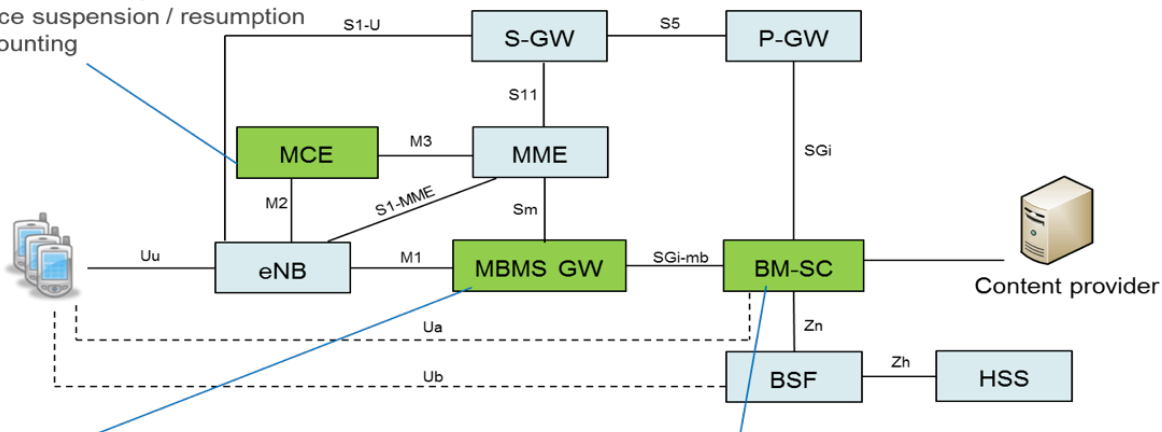 ce suspension / resumption
ounting
S1-U
S-GW
S5
P-GW
S11
SGi
MCE
M3
MME
M2
S1-MME
Sm
Uu
eNB
M1
MBMS GW
SGi-mb
BM-SC
Content provider
Ua
Zn
Ub
BSF
Zh
HSS